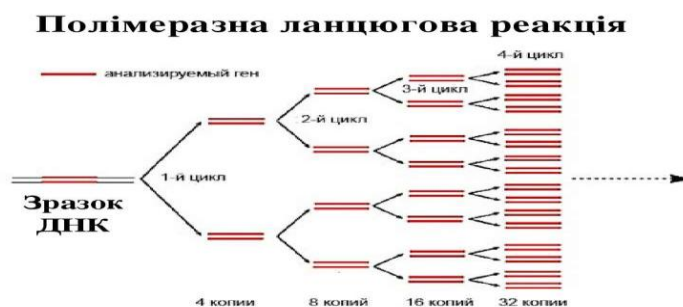 Полімеразна ланцюгова реакція
анализируемый ген
4-й цикл
3-й цикл
2-й цикл
1-й цикл
Зразок
ДНК
4 копии
8 копий
16 копий
32 копии